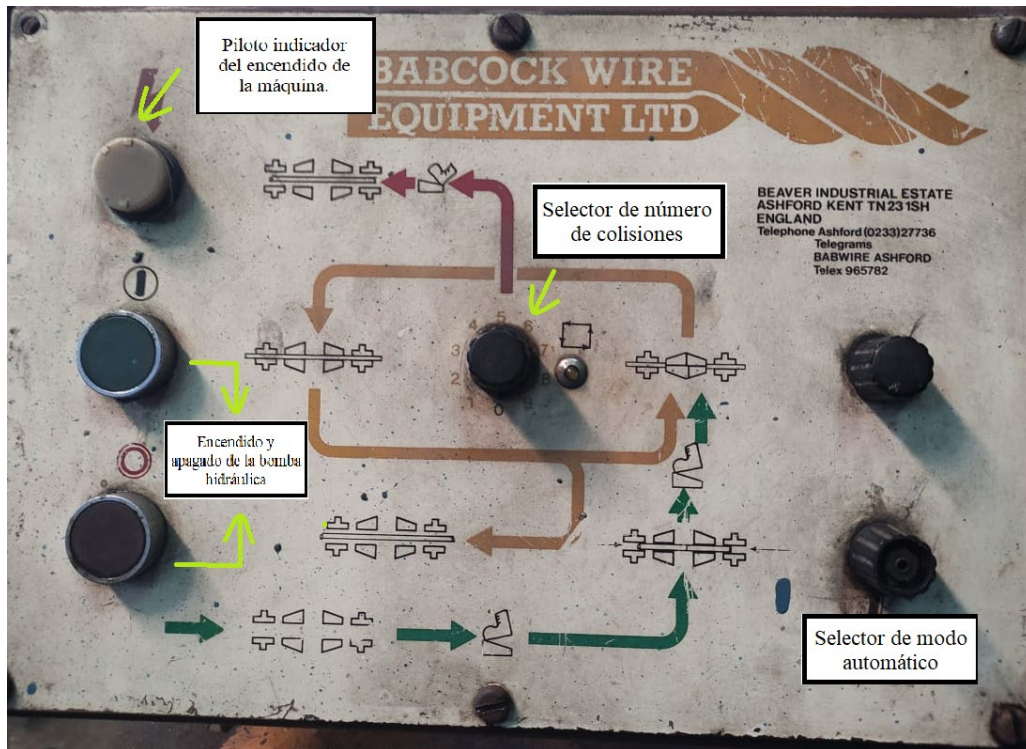 Piloto indicador
del encendido de
la máquina.
BABCOCK WIRE
EQUIPMENT LTD
Selector de número
de colisiones
BEAVER INDUSTRIAL ESTATE
ASHFORD KENT TN23 1SH
ENGLAND
Telephone Ashford (0233) 27736
Telegrams
BABWIRE ASHFORD
Telex 965782
0 1 2 3 4 5 6 7 8 9
Encendido y
apagado de la bomba
hidráulica
Selector de modo
automático